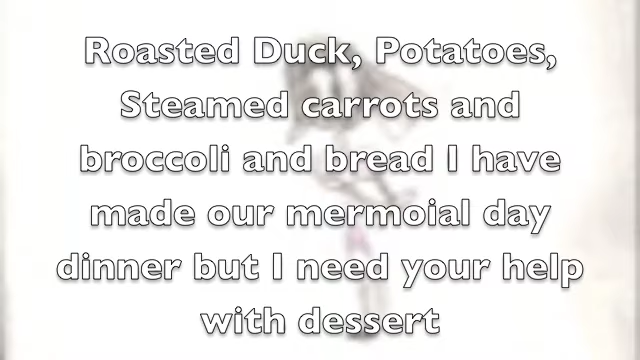 Roasted Duck, Potatoes,
Steamed carrots and
broccoli and bread I have
made our mermoial day
dinner but I need your help
with dessert